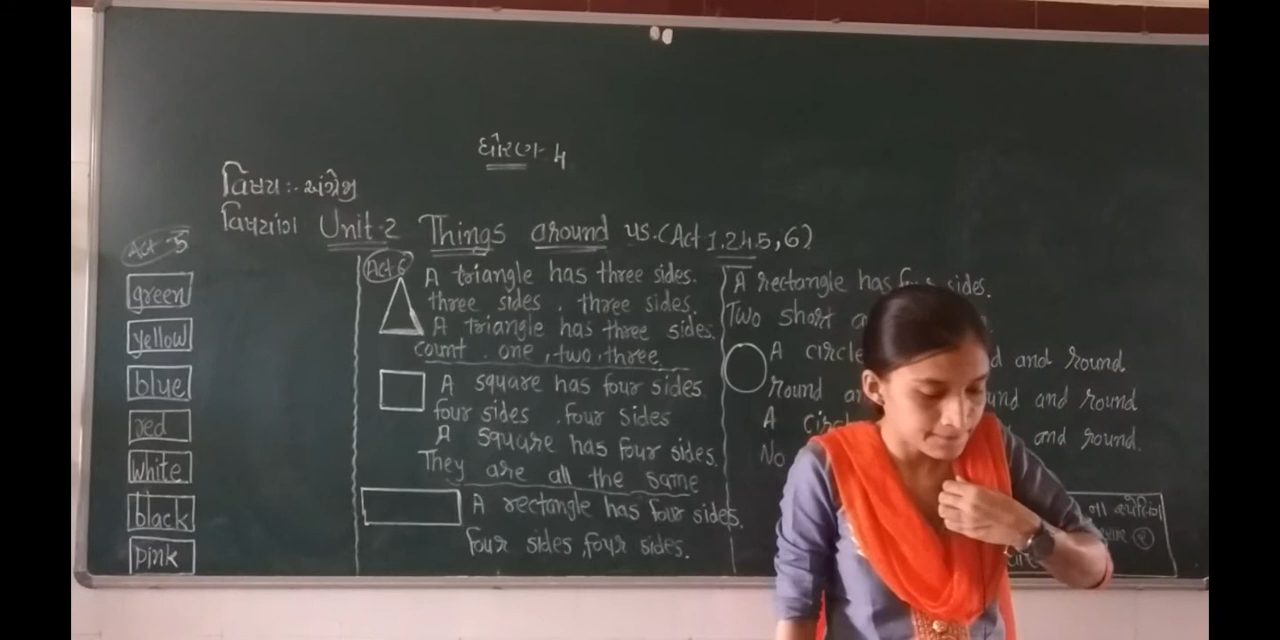 ધોરણ-4
વિષય:-અંગ્રેજી
વિષયાંગ Unit-2 Things around us. (Act 1,2,4,5,6)
Act-5
green
yellow
blue
red
white
black
pink
Act 6
A triangle has three sides.
three sides, three sides.
A triangle has three sides.
count. one, two, three.
A square has four sides
four sides. four sides
A square has four sides.
They are all the same
A rectangle has four sides.
four sides, four sides.
A rectangle has four sides.
Two short
A circle and round
round and round
A and round.
No
ના